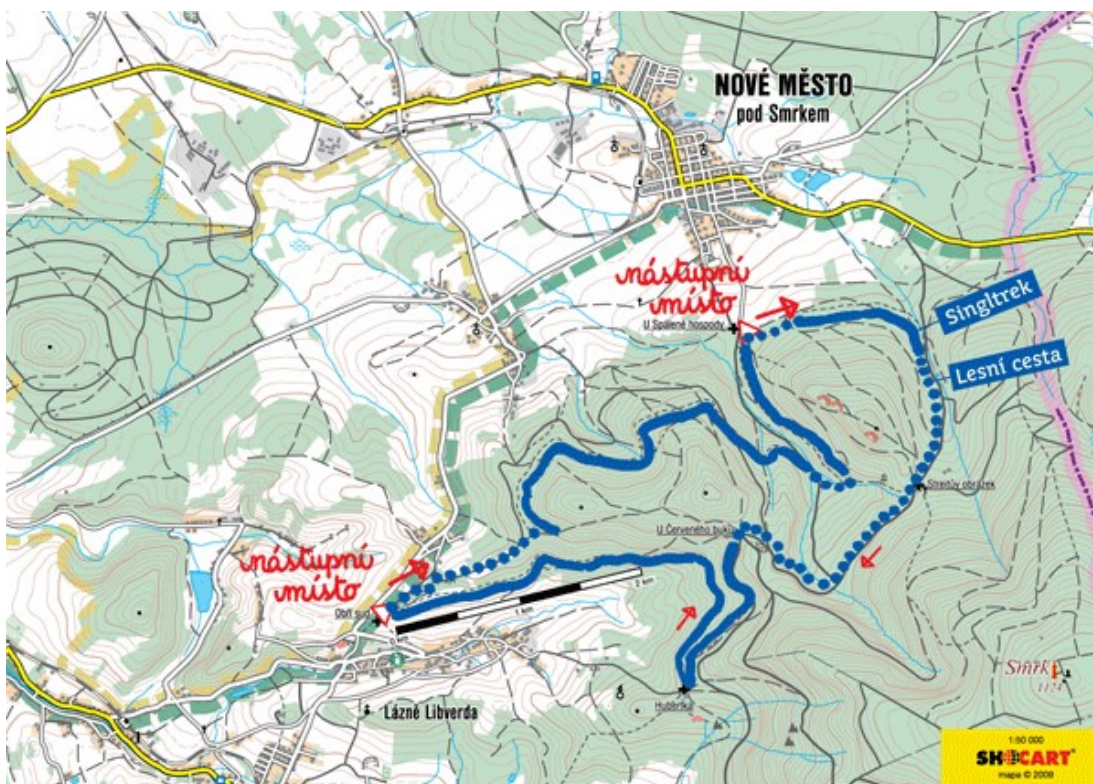 NOVÉ MĚSTO
pod Smrkem
nástupní
místo
U Spálené hospody
Singltrek
Lesní cesta
Streitův obrázek
U Červeného buku
nástupní
místo
Obří sud
1 km
2 km
Hubertka
Smrk
1124
Lázně Libverda
1:50 000
SHOCART
mapa © 2008